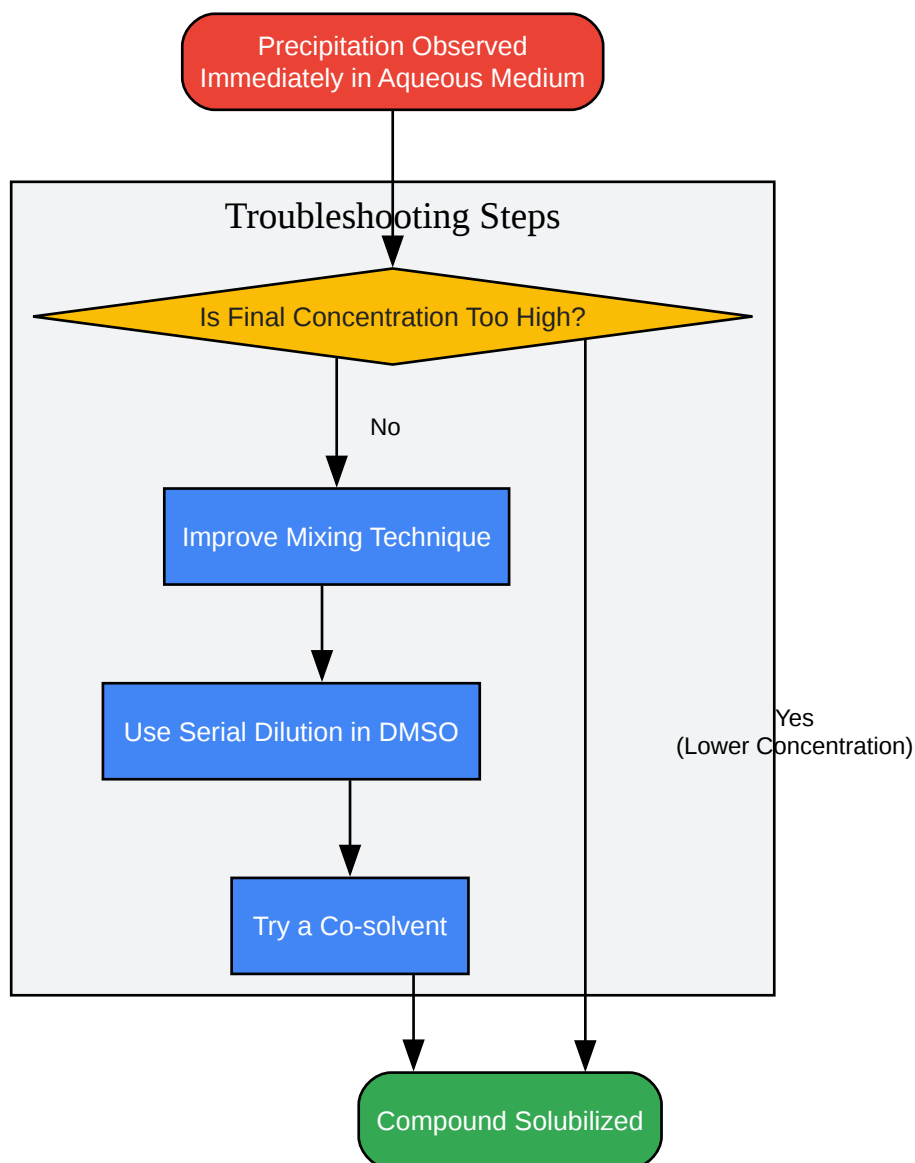 Precipitation Observed
Immediately in Aqueous Medium
Troubleshooting Steps
Is Final Concentration Too High?
No
Improve Mixing Technique
Use Serial Dilution in DMSO
Yes
(Lower Concentration)
Try a Co-solvent
Compound Solubilized